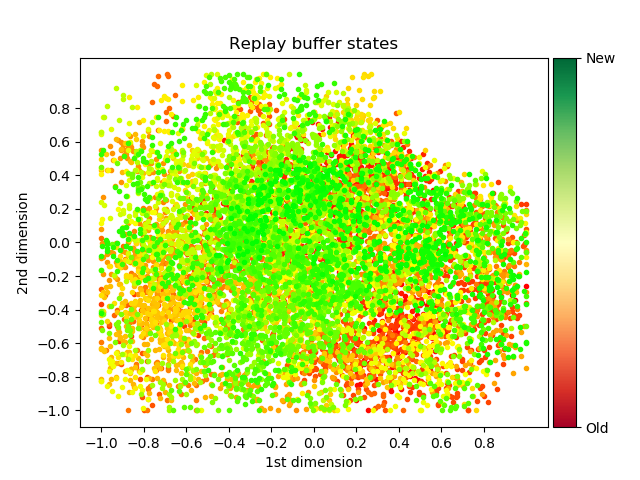 Replay buffer states
New
0.8
0.6
0.4
0.2
0.0
−0.2
−0.4
−0.6
−0.8
−1.0
2nd dimension
Old
−1.0 −0.8 −0.6 −0.4 −0.2 0.0 0.2 0.4 0.6 0.8
1st dimension